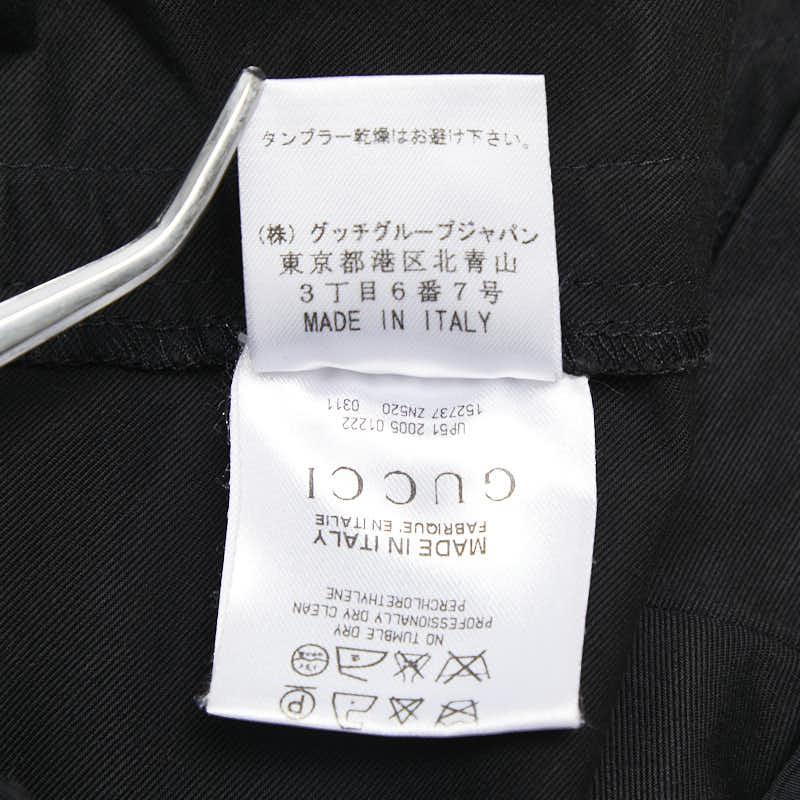 タンブラー乾燥はお避け下さい。
(株) グッチグループジャパン
東京都港区北青山
3丁目6番7号
MADE IN ITALY
NO TUMBLE DRY
PROFESSIONALLY DRY CLEAN
PERCHLORETHYLENE
MADE IN ITALY
FABRIQUE' EN ITALIE
GUCCI
UP51 2005 01222
152737 ZN520 0311
P